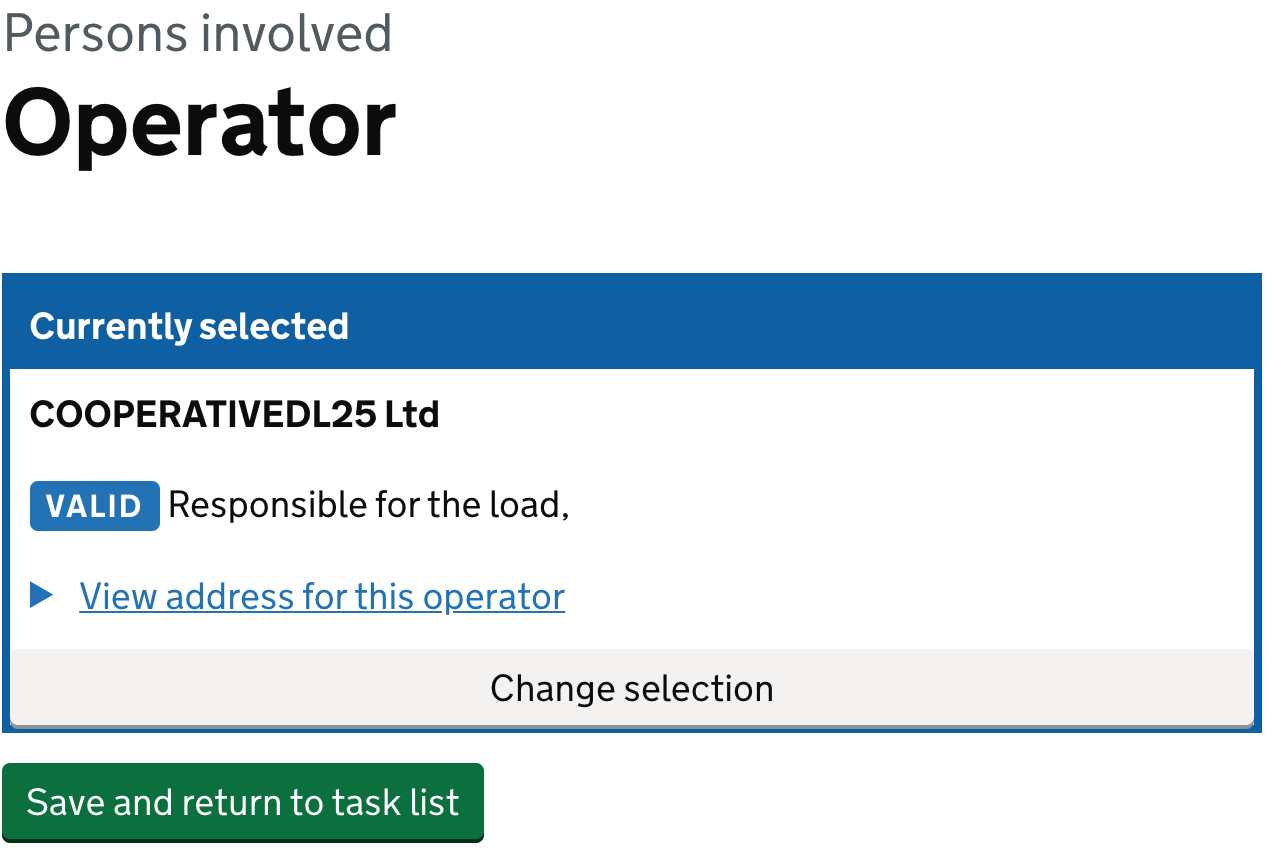 Persons involved
Operator
Currently selected
COOPERATIVEDL25 Ltd
VALID Responsible for the load,
View address for this operator
Change selection
Save and return to task list